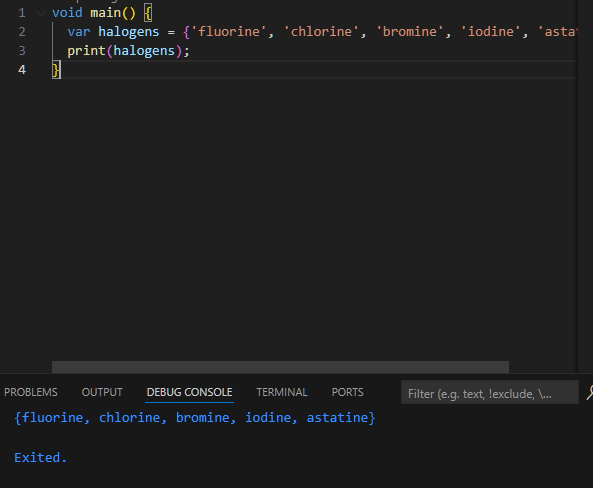 1 void main() {
2 var halogens = {'fluorine', 'chlorine', 'bromine', 'iodine', 'astat
3 print(halogens);
4 }
PROBLEMS OUTPUT DEBUG CONSOLE TERMINAL PORTS Filter (e.g. text, !exclude, \...
{fluorine, chlorine, bromine, iodine, astatine}
Exited.